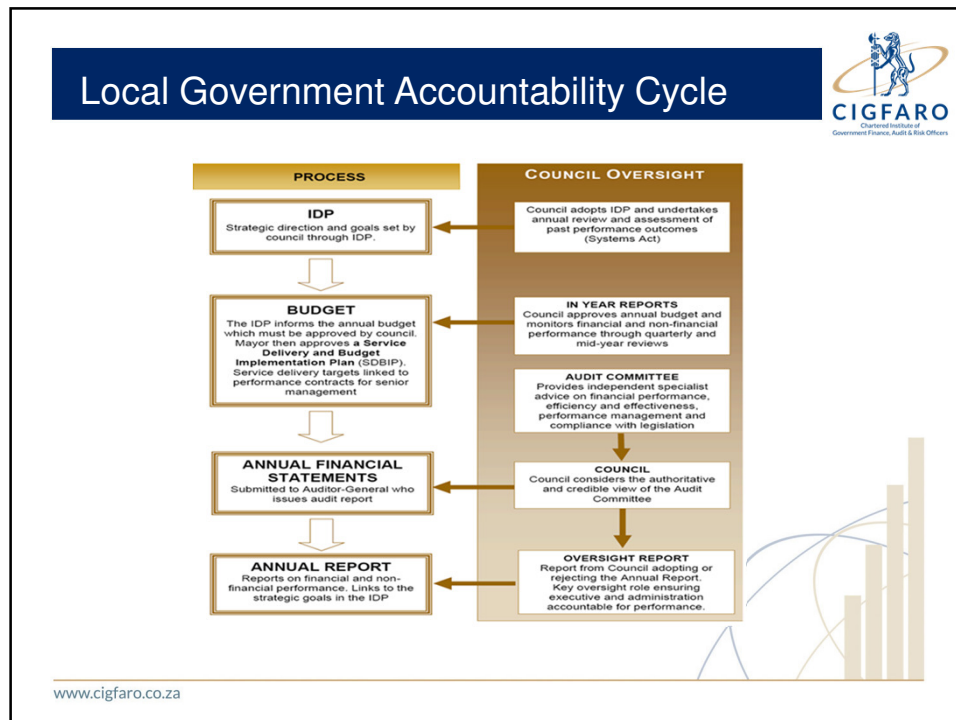 Local Government Accountability Cycle
CIGFARO
Chartered Institute of
Government Finance, Audit & Risk Officers
PROCESS
IDP
Strategic direction and goals set by
council through IDP.
BUDGET
The IDP informs the annual budget
which must be approved by council.
Mayor then approves a Service
Delivery and Budget
Implementation Plan (SDBIP).
Service delivery targets linked to
performance contracts for senior
management
ANNUAL FINANCIAL
STATEMENTS
Submitted to Auditor-General who
issues audit report
ANNUAL REPORT
Reports on financial and non-
financial performance. Links to the
strategic goals in the IDP
COUNCIL OVERSIGHT
Council adopts IDP and undertakes
annual review and assessment of
past performance outcomes
(Systems Act)
IN YEAR REPORTS
Council approves annual budget and
monitors financial and non-financial
performance through quarterly and
mid-year reviews
AUDIT COMMITTEE
Provides independent specialist
advice on financial performance,
efficiency and effectiveness,
performance management and
compliance with legislation
COUNCIL
Council considers the authoritative
and credible view of the Audit
Committee
OVERSIGHT REPORT
Report from Council adopting or
rejecting the Annual Report.
Key oversight role ensuring
executive and administration
accountable for performance.
www.cigfaro.co.za